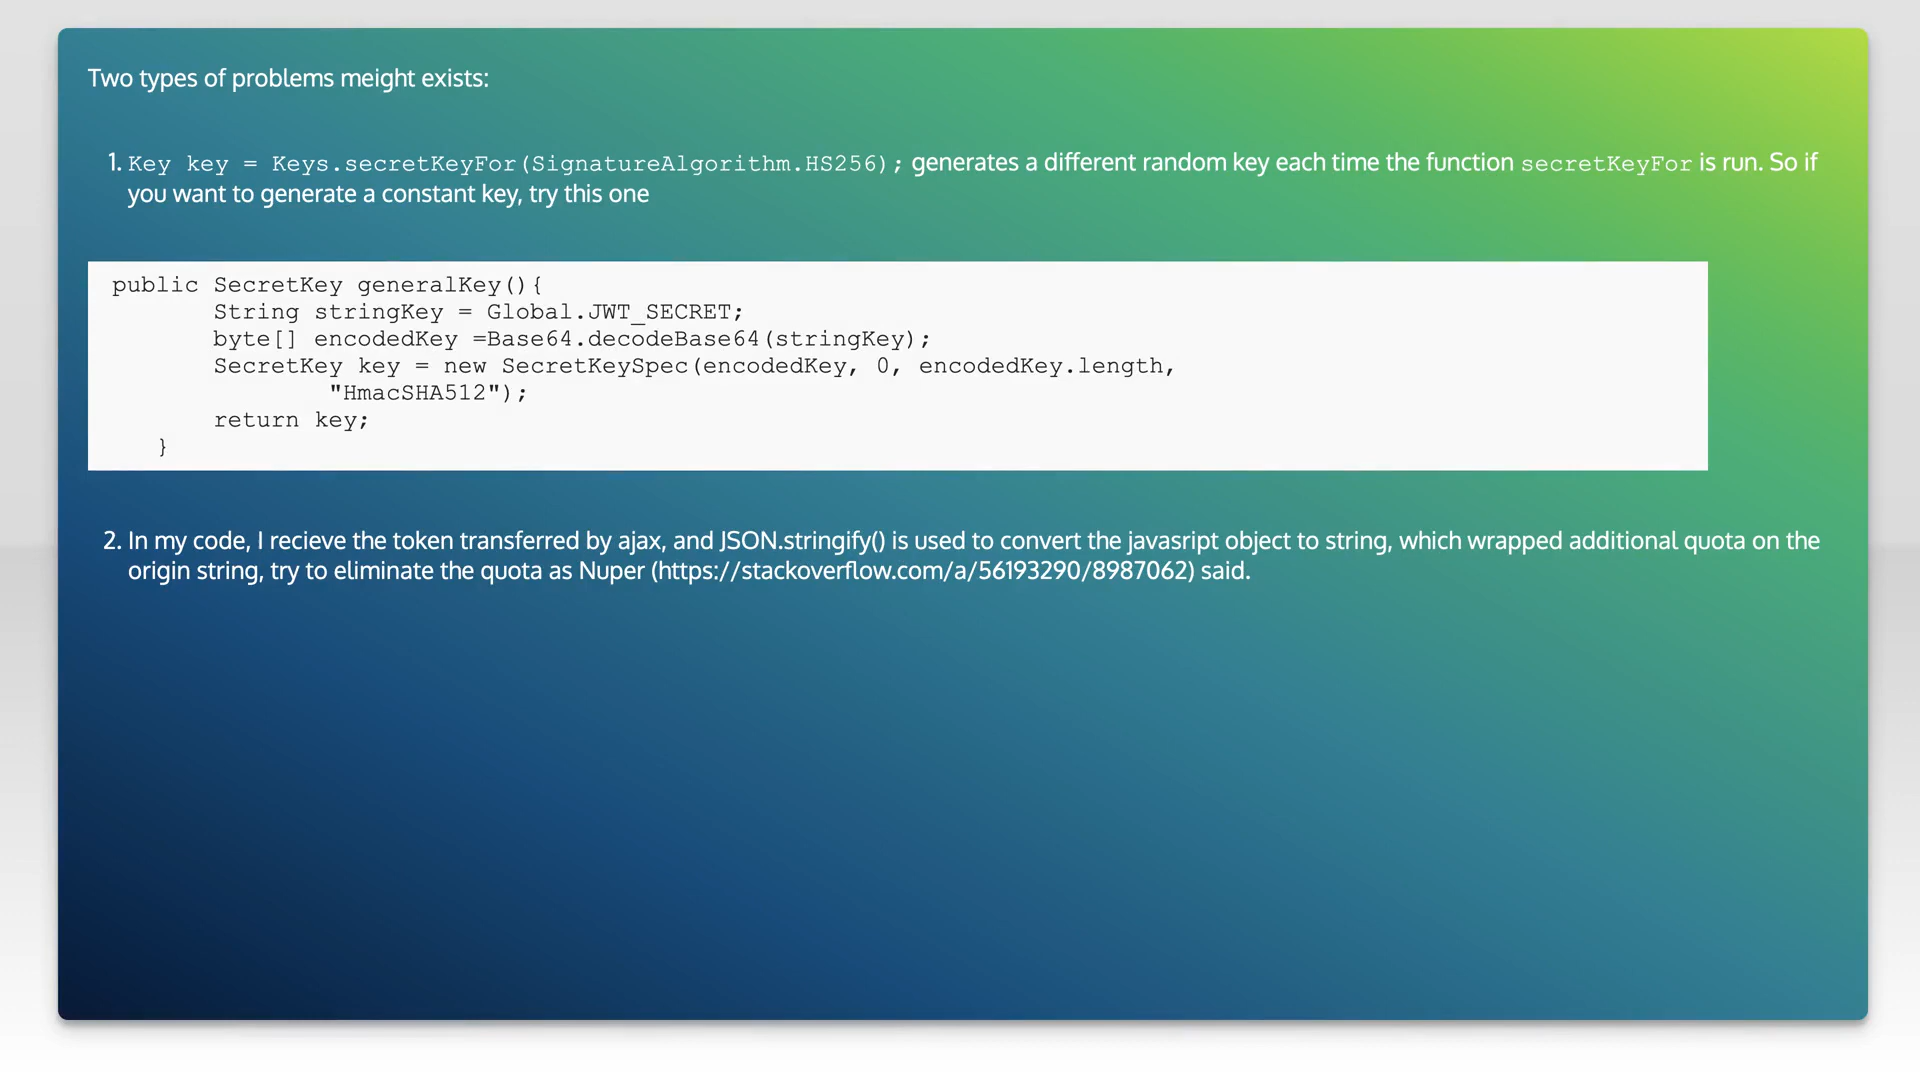 Two types of problems meight exists:
1. Key key = Keys.secretKeyFor(SignatureAlgorithm.HS256); generates a different random key each time the function secretKeyFor is run. So if
you want to generate a constant key, try this one
public SecretKey generalKey(){
String stringKey = Global.JWT_SECRET;
byte[] encodedKey =Base64.decodeBase64(stringKey);
SecretKey key = new SecretKeySpec(encodedKey, 0, encodedKey.length,
"HmacSHA512");
return key;
}
2. In my code, I recieve the token transferred by ajax, and JSON.stringify() is used to convert the javasript object to string, which wrapped additional quota on the
origin string, try to eliminate the quota as Nuper (https://stackoverflow.com/a/56193290/8987062) said.